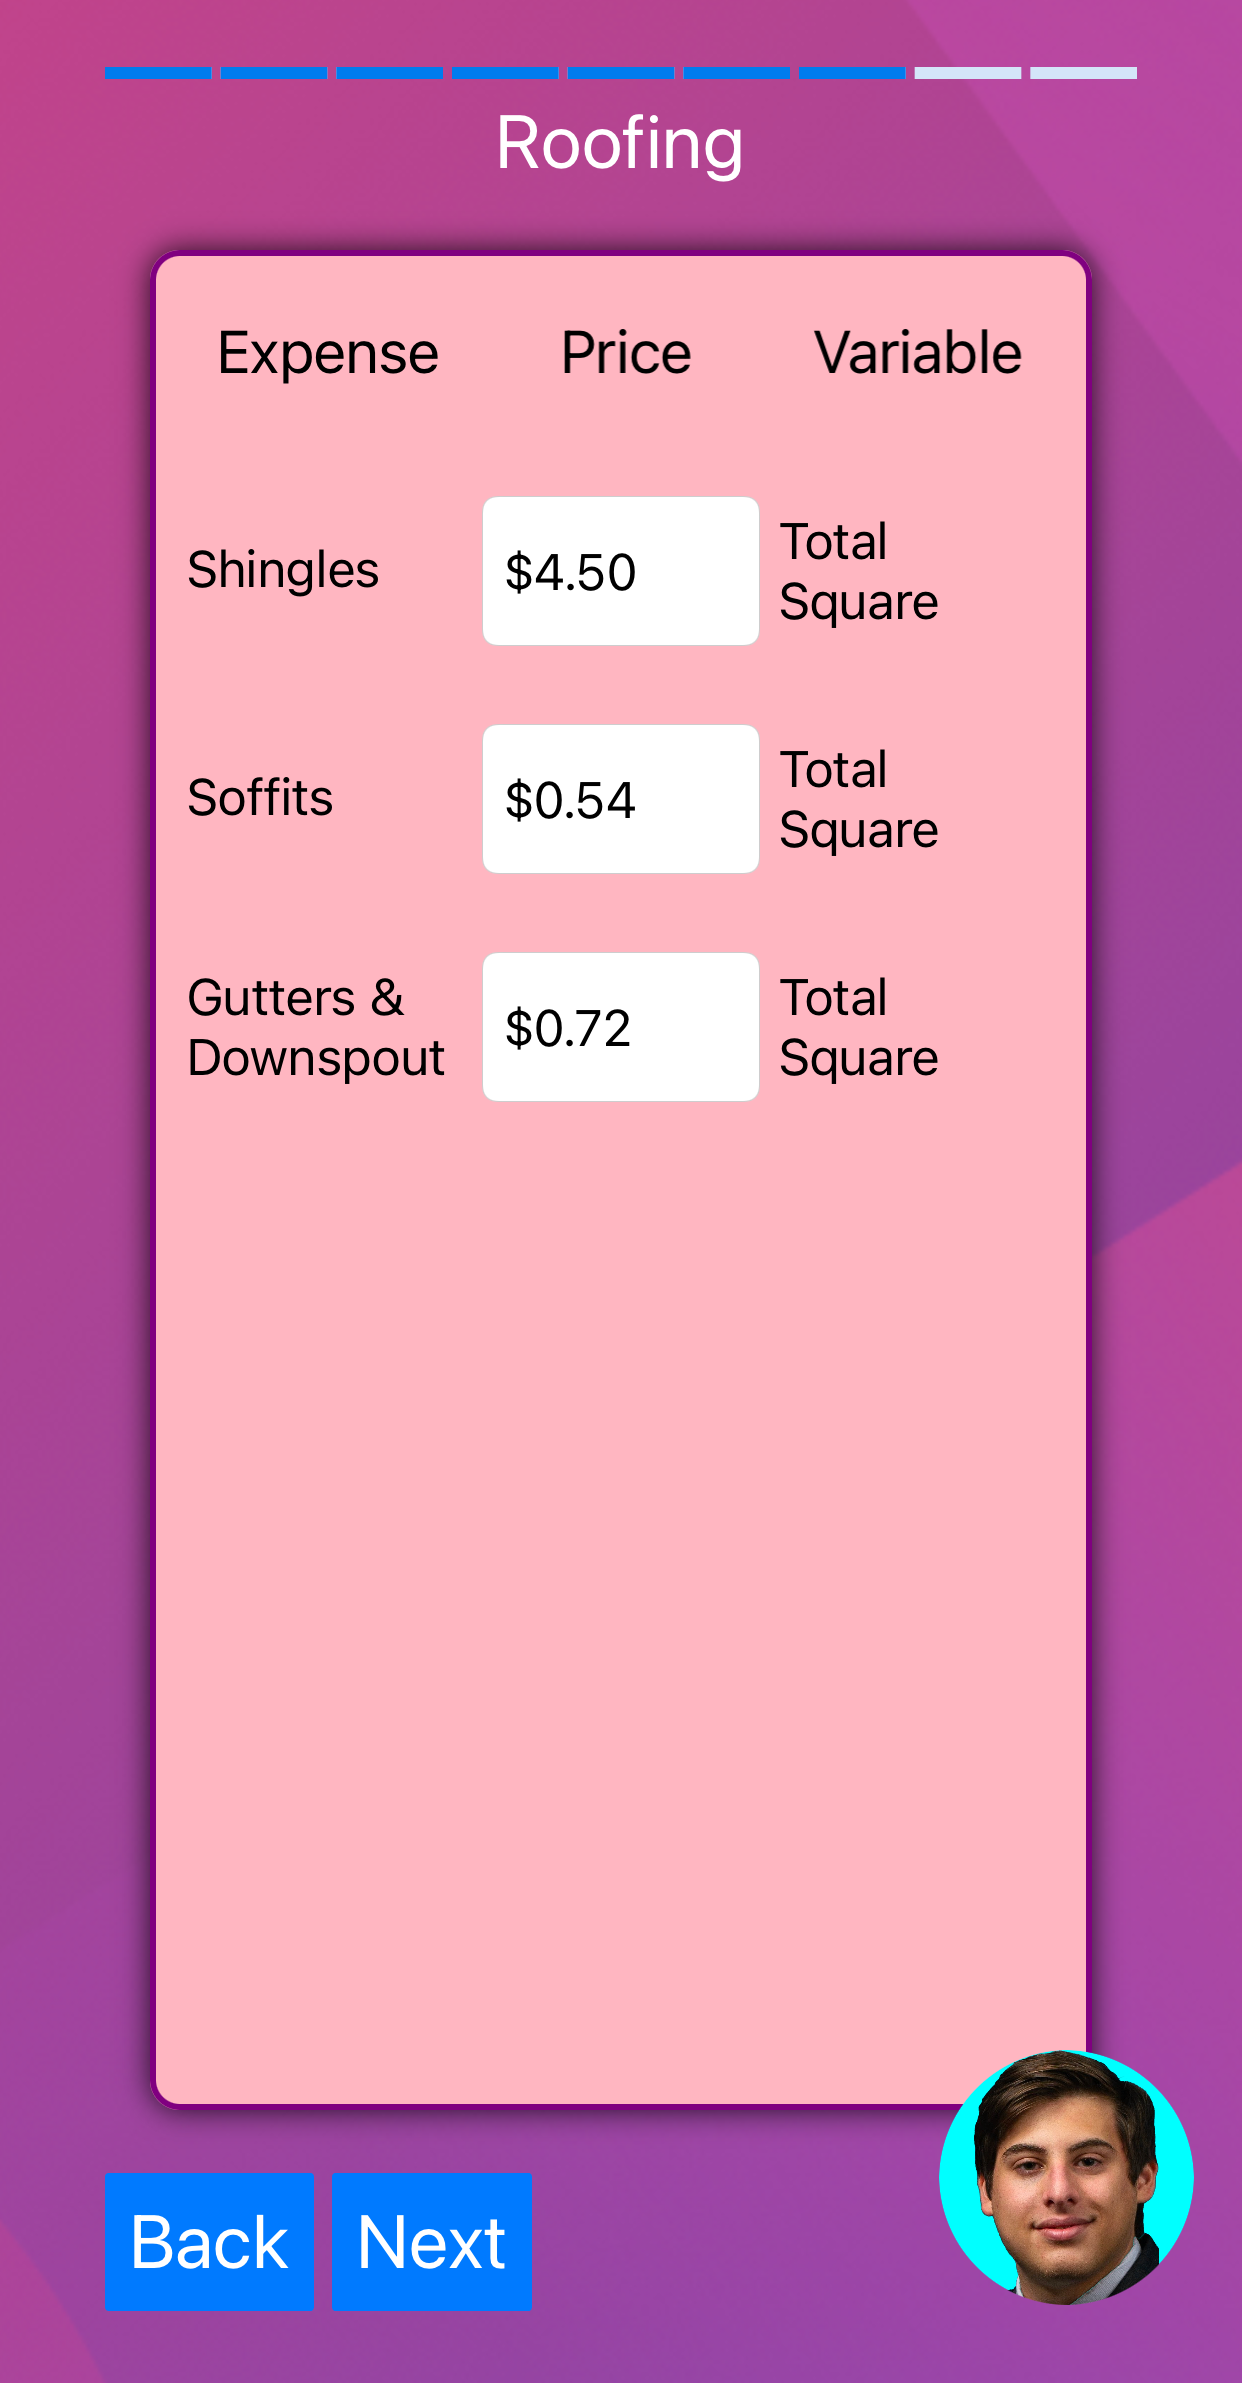 Roofing
Expense Price Variable
Shingles $4.50 Total
Square
Soffits $0.54 Total
Square
Gutters & $0.72 Total
Downspout Square
Back Next